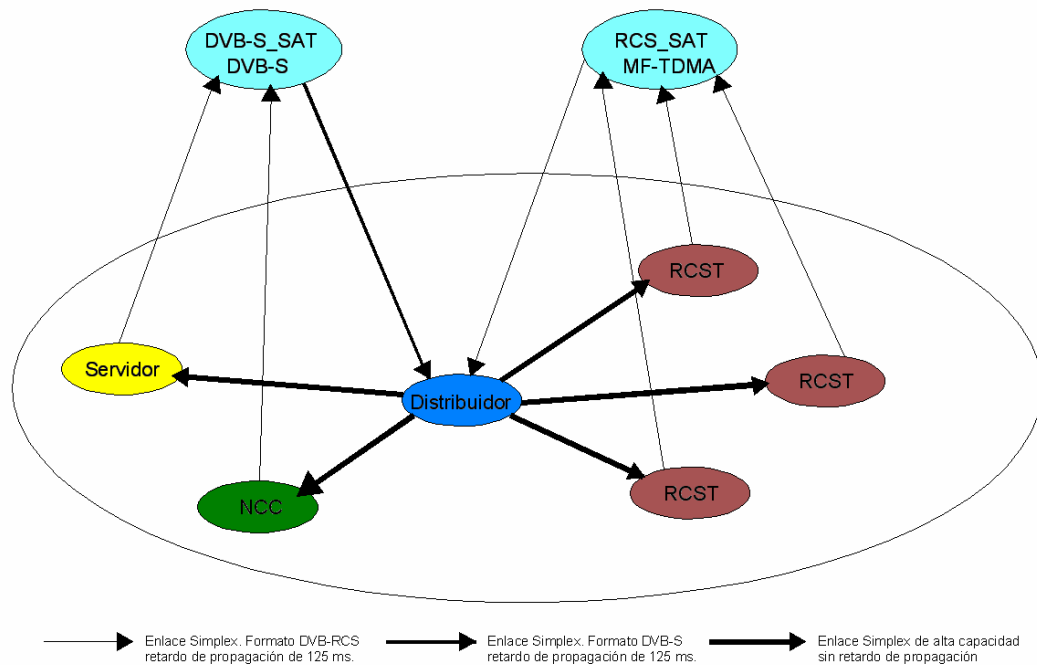 DVB-S_SAT
DVB-S
RCS_SAT
MF-TDMA
RCST
Servidor
RCST
Distribuidor
RCST
NCC
Enlace Simplex. Formato DVB-RCS
retardo de propagación de 125 ms.
Enlace Simplex. Formato DVB-S
retardo de propagación de 125 ms.
Enlace Simplex de alta capacidad
sin retardo de propagación